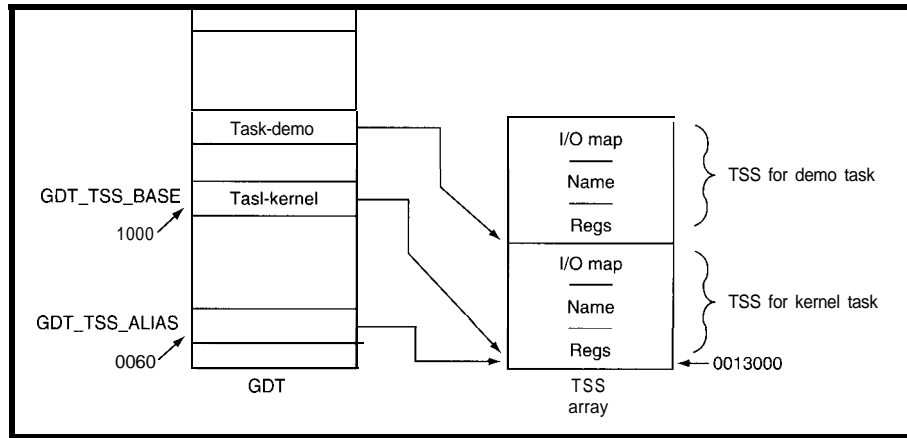 Task-demo
GDT_TSS_BASE
1000
Tasl-kernel
GDT_TSS_ALIAS
0060
GDT
I/O map
Name
Regs
TSS for demo task
I/O map
Name
Regs
TSS for kernel task
0013000
TSS
array